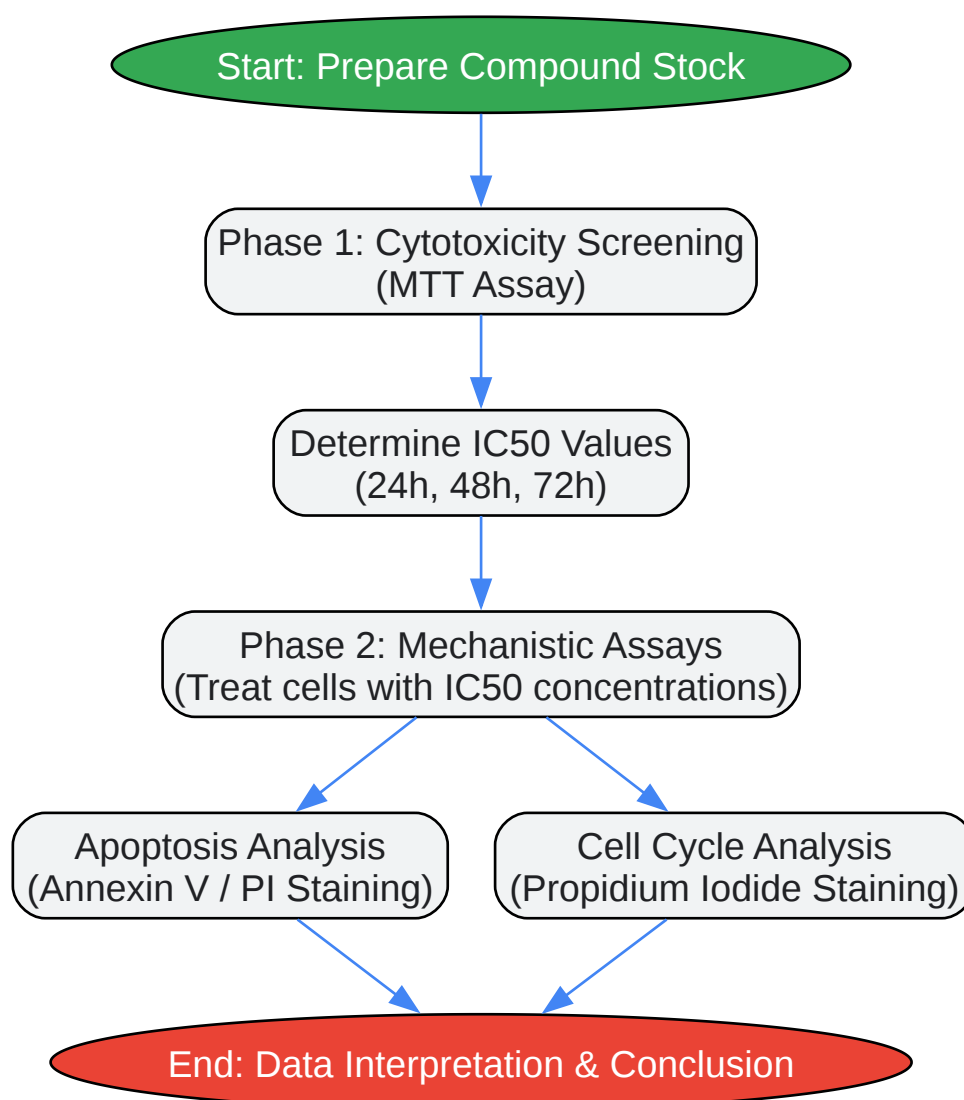 Start: Prepare Compound Stock
Phase 1: Cytotoxicity Screening
(MTT Assay)
Determine IC50 Values
(24h, 48h, 72h)
Phase 2: Mechanistic Assays
(Treat cells with IC50 concentrations)
Apoptosis Analysis
(Annexin V / PI Staining)
Cell Cycle Analysis
(Propidium Iodide Staining)
End: Data Interpretation & Conclusion